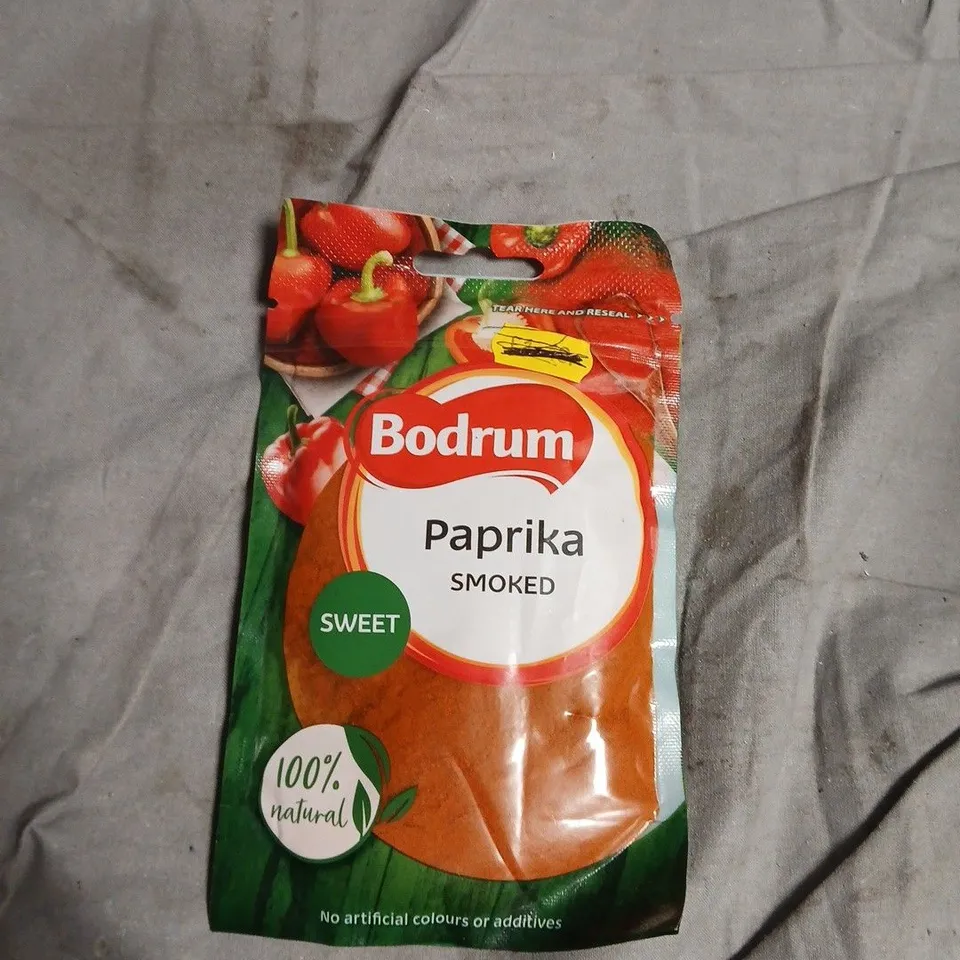 TEAR HERE AND RESEAL
Bodrum
Paprika
SMOKED
SWEET
100%
natural
No artificial colours or additives